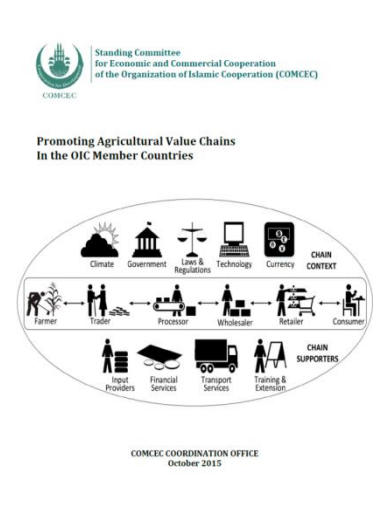 Standing Committee
for Economic and Commercial Cooperation
of the Organization of Islamic Cooperation (COMCEC)
COMCEC
Promoting Agricultural Value Chains
In the OIC Member Countries
Climate
Government
Laws &
Regulations
Technology
Currency
CHAIN
CONTEXT
Farmer
Trader
Processor
Wholesaler
Retailer
Consumer
Input
Providers
Financial
Services
Transport
Services
Training &
Extension
CHAIN
SUPPORTERS
COMCEC COORDINATION OFFICE
October 2015